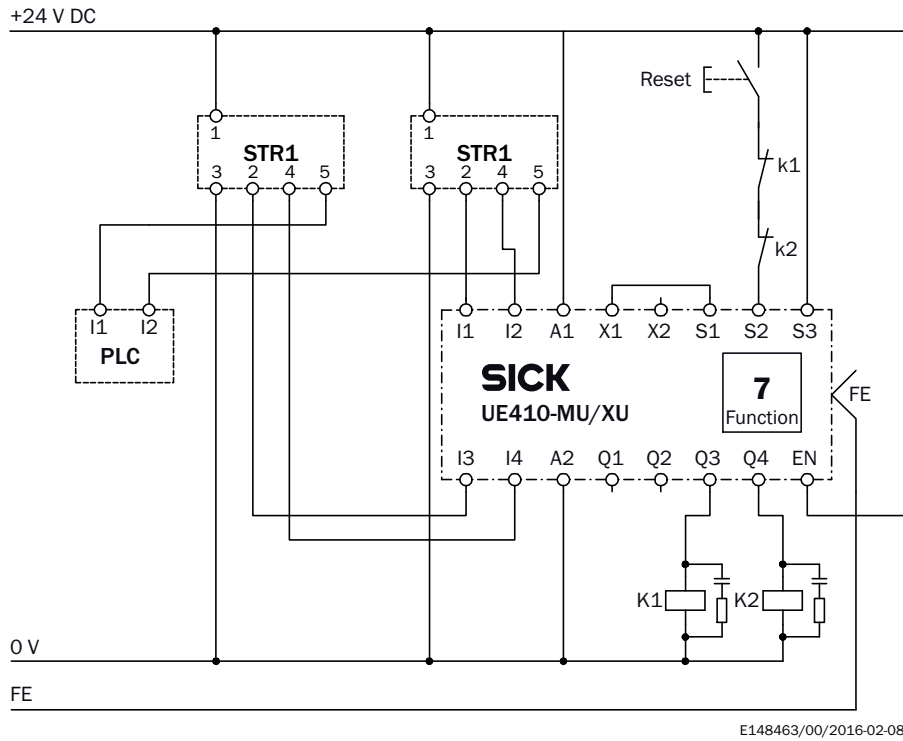 +24 V DC
Reset
1
STR1
3 2 4 5
1
STR1
3 2 4 5
k1
k2
I1 I2
PLC
I1 I2 A1 X1 X2 S1 S2 S3
SICK
UE410-MU/XU
7
Function
FE
I3 I4 A2 Q1 Q2 Q3 Q4 EN
K1
K2
0 V
FE
E148463/00/2016-02-08